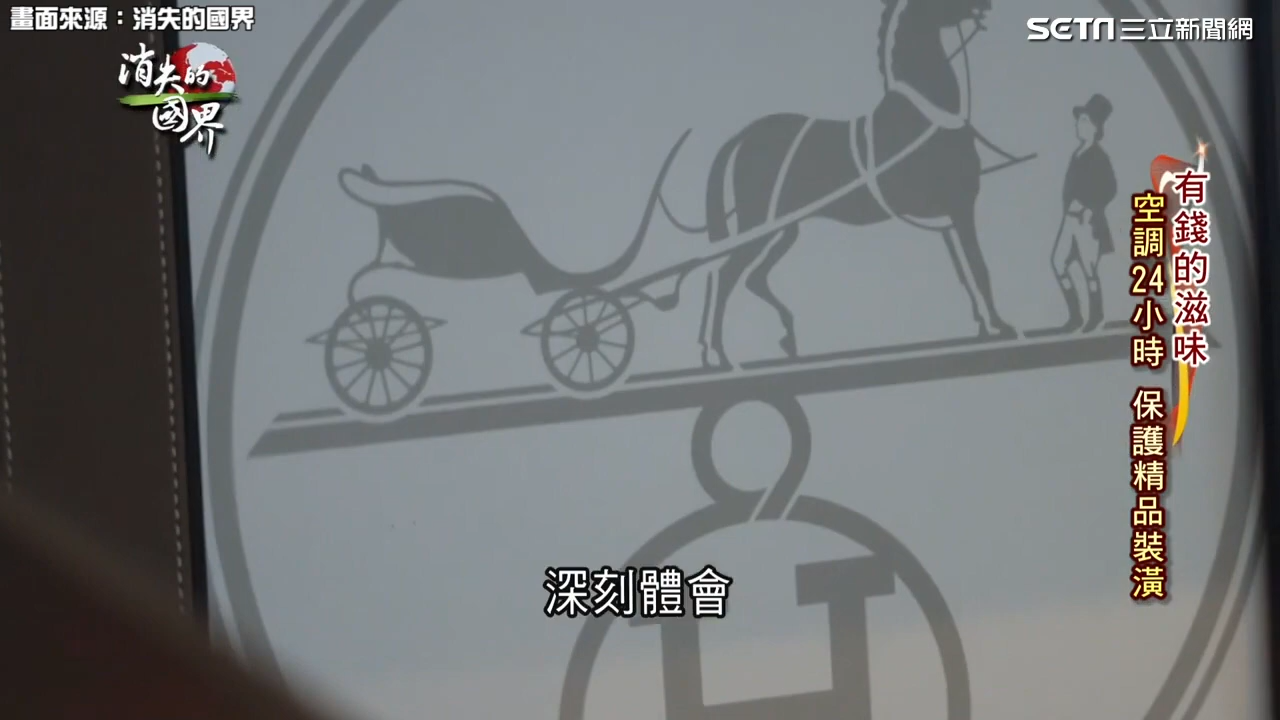 畫面來源：消失的國界
SETN三立新聞網
消失的國界
有錢的滋味
空調24小時 保護精品裝潢
深刻體會
H